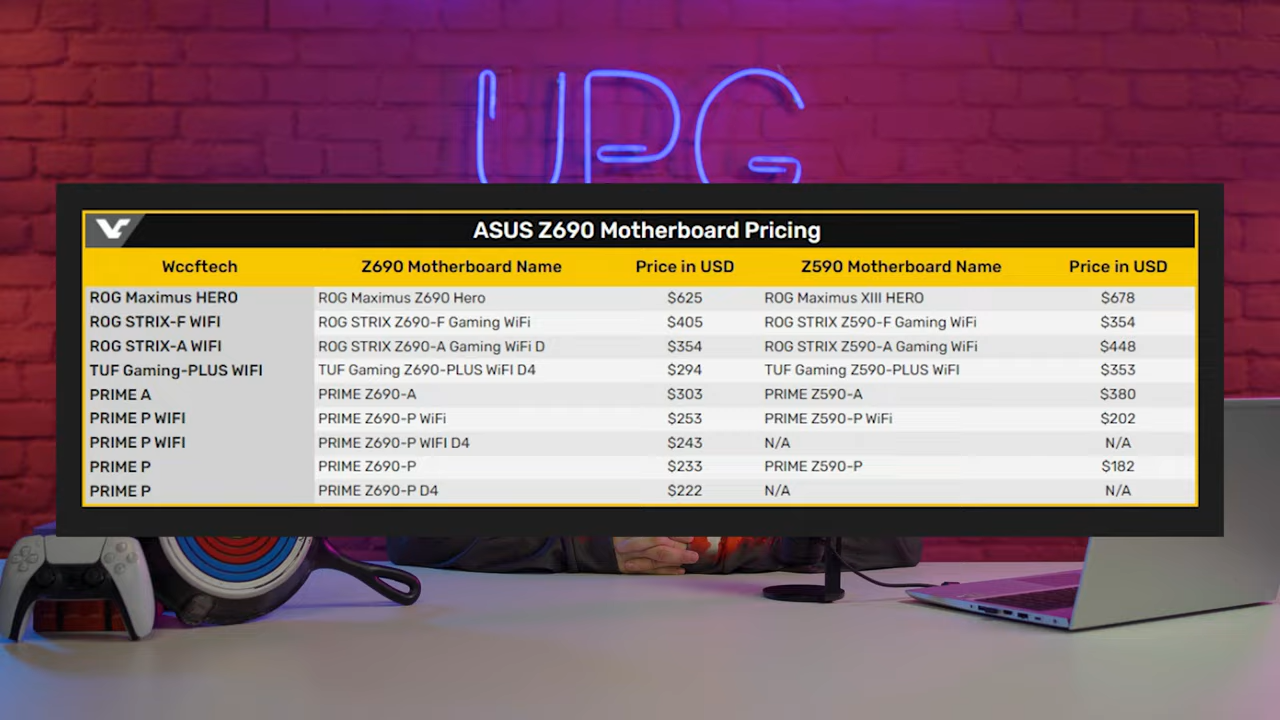 UPG
ASUS Z690 Motherboard Pricing
Wccftech Z690 Motherboard Name Price in USD Z590 Motherboard Name Price in USD
ROG Maximus HERO ROG Maximus Z690 Hero $625 ROG Maximus XIII HERO $678
ROG STRIX-F WIFI ROG STRIX Z690-F Gaming WiFi $405 ROG STRIX Z590-F Gaming WiFi $354
ROG STRIX-A WIFI ROG STRIX Z690-A Gaming WiFi D $354 ROG STRIX Z590-A Gaming WiFi $448
TUF Gaming-PLUS WIFI TUF Gaming Z690-PLUS WiFI D4 $294 TUF Gaming Z590-PLUS WiFI $353
PRIME A PRIME Z690-A $303 PRIME Z590-A $380
PRIME P WIFI PRIME Z690-P WiFi $253 PRIME Z590-P WiFi $202
PRIME P WIFI PRIME Z690-P WIFI D4 $243 N/A N/A
PRIME P PRIME Z690-P $233 PRIME Z590-P $182
PRIME P PRIME Z690-P D4 $222 N/A N/A